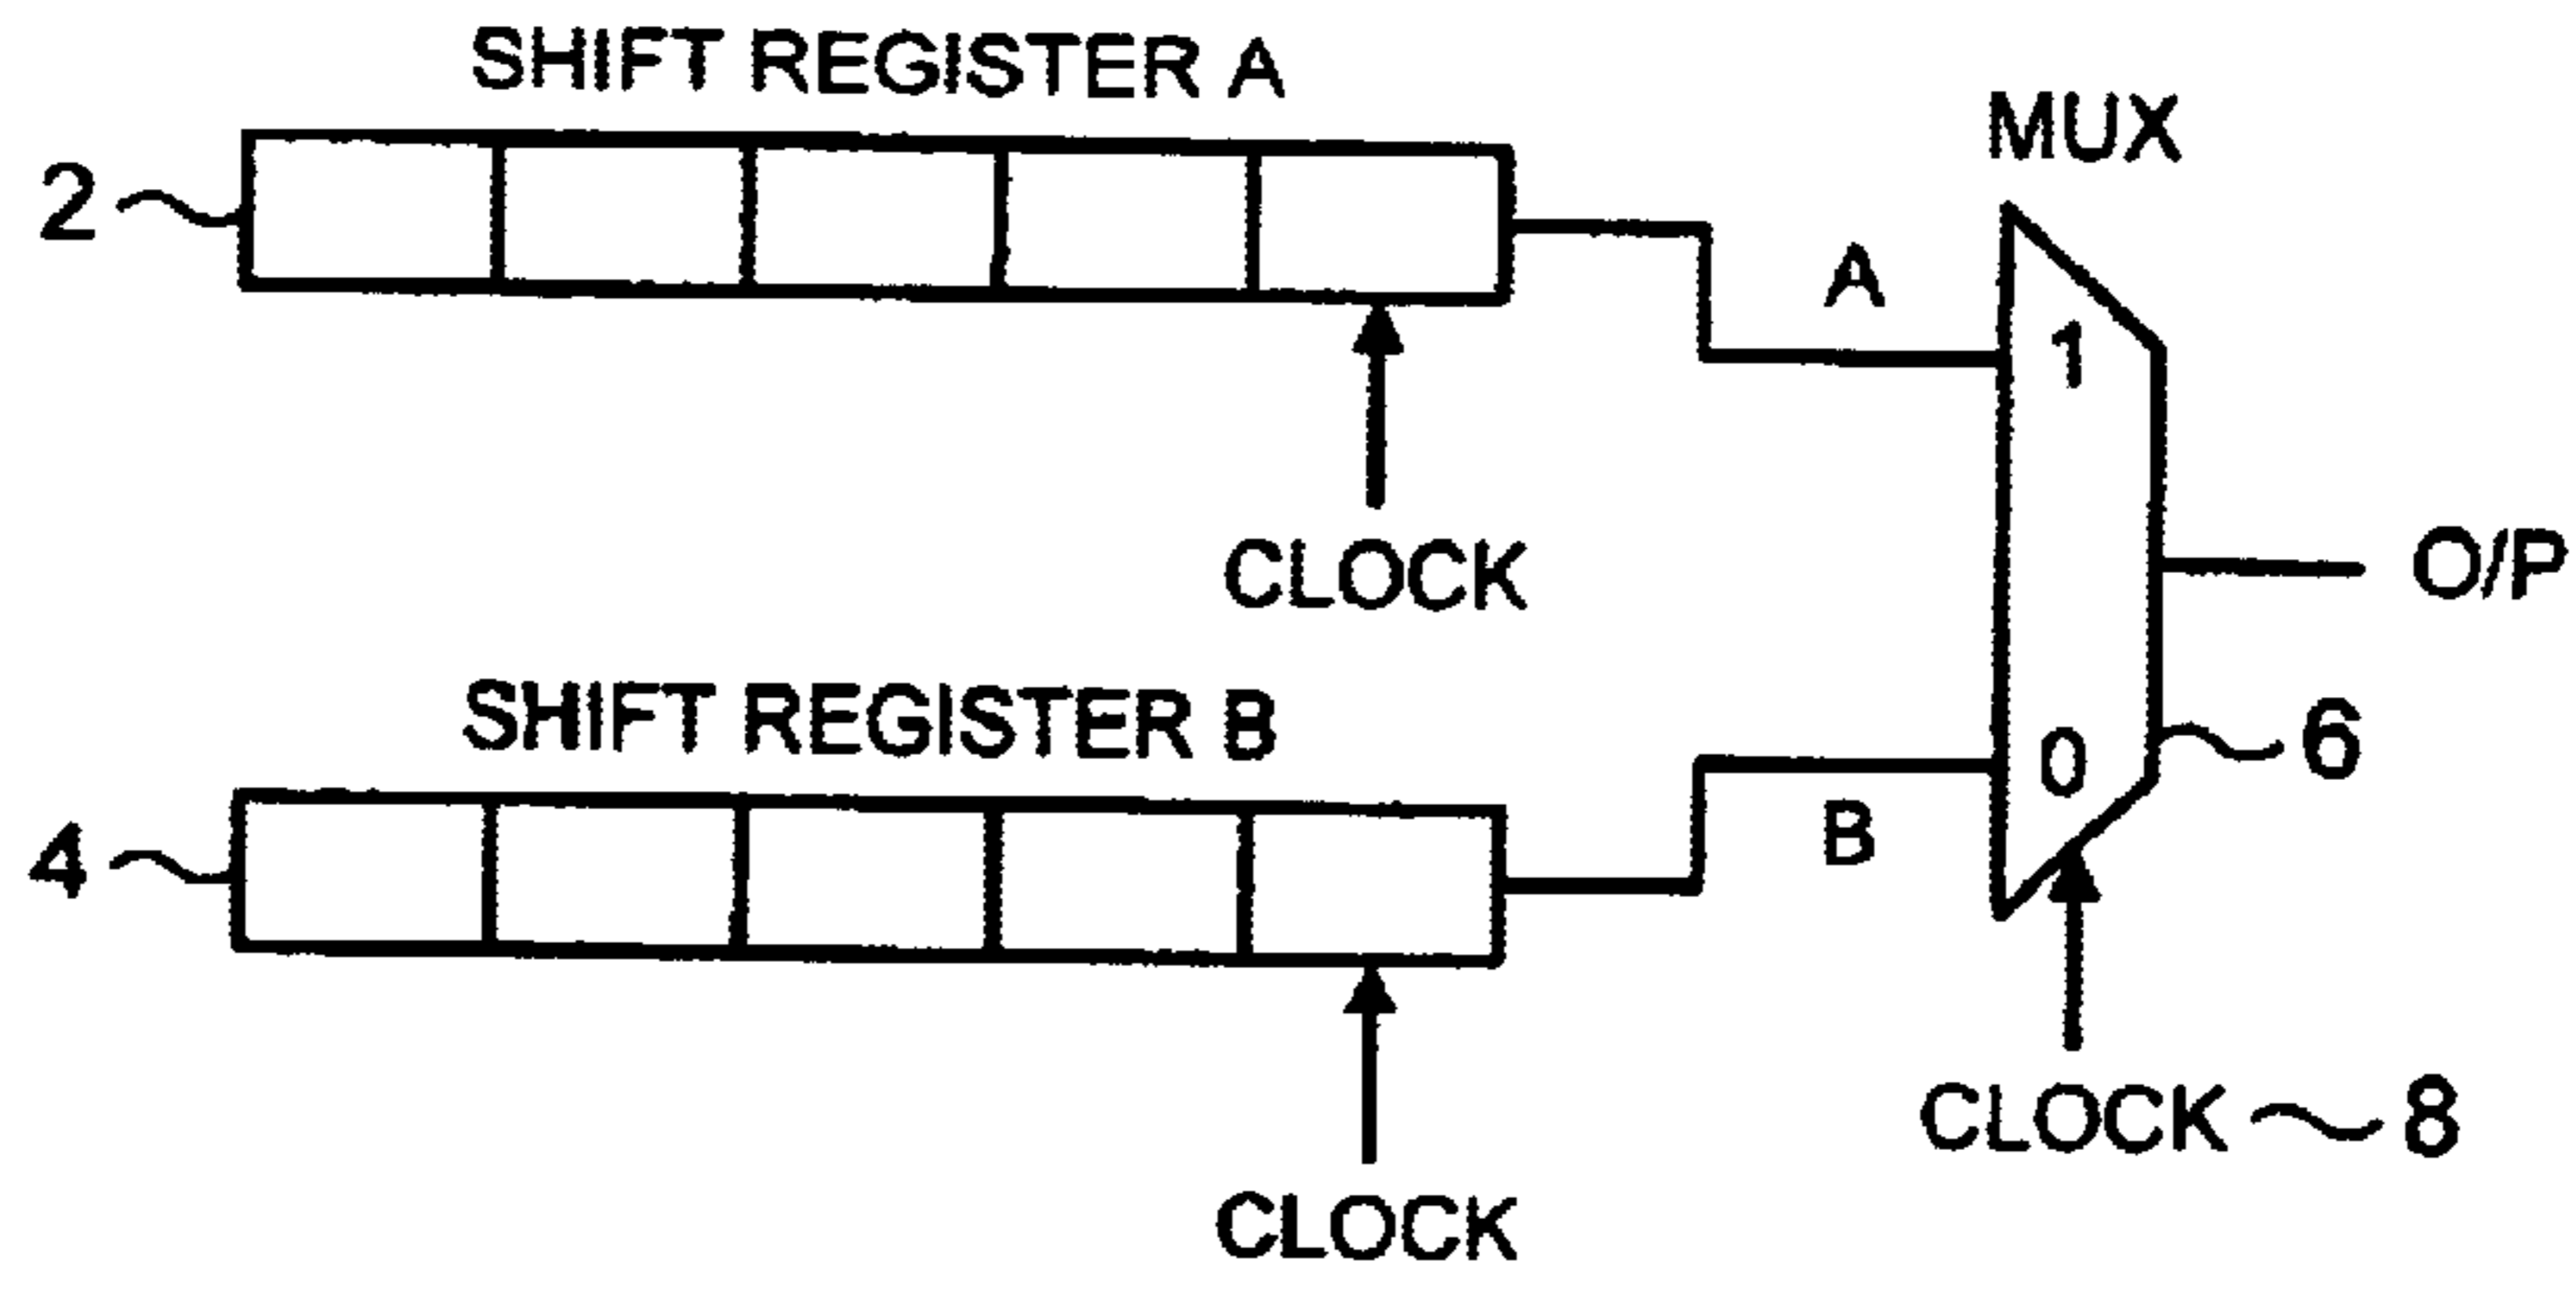 SHIFT REGISTER A
MUX
2
A
1
CLOCK
O/P
SHIFT REGISTER B
6
0
B
4
CLOCK
8
CLOCK